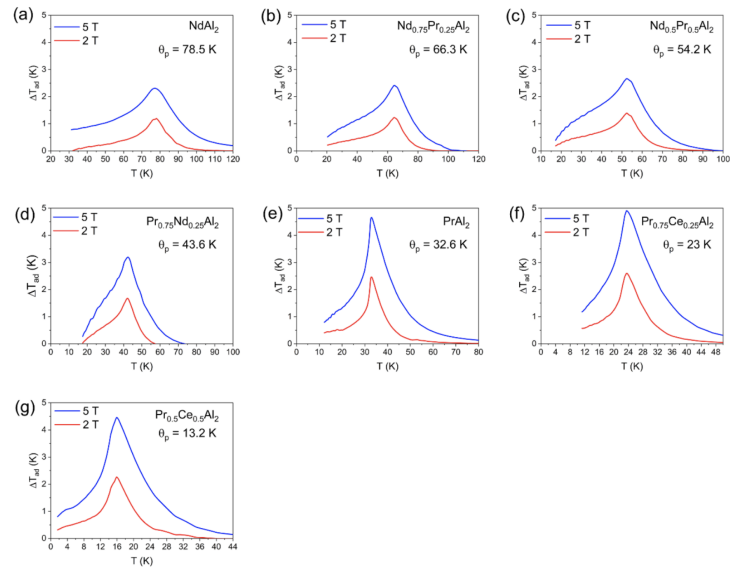 (a)
5 T
2 T
NdAl₂
θₚ = 78.5 K
ΔT_ad (K)
5
4
3
2
1
0
20 30 40 50 60 70 80 90 100 110 120
T (K)
(b)
5 T
2 T
Nd₀.₇₅Pr₀.₂₅Al₂
θₚ = 66.3 K
ΔT_ad (K)
5
4
3
2
1
0
0 20 40 60 80 100 120
T (K)
(c)
5 T
2 T
Nd₀.₅Pr₀.₅Al₂
θₚ = 54.2 K
ΔT_ad (K)
5
4
3
2
1
0
10 20 30 40 50 60 70 80 90 100
T (K)
(d)
5 T
2 T
Pr₀.₇₅Nd₀.₂₅Al₂
θₚ = 43.6 K
ΔT_ad (K)
5
4
3
2
1
0
0 10 20 30 40 50 60 70 80 90 100
T (K)
(e)
5 T
2 T
PrAl₂
θₚ = 32.6 K
ΔT_ad (K)
5
4
3
2
1
0
0 10 20 30 40 50 60 70 80
T (K)
(f)
5 T
2 T
Pr₀.₇₅Ce₀.₂₅Al₂
θₚ = 23 K
ΔT_ad (K)
5
4
3
2
1
0
0 4 8 12 16 20 24 28 32 36 40 44 48
T (K)
(g)
5 T
2 T
Pr₀.₅Ce₀.₅Al₂
θₚ = 13.2 K
ΔT_ad (K)
5
4
3
2
1
0
0 4 8 12 16 20 24 28 32 36 40 44
T (K)